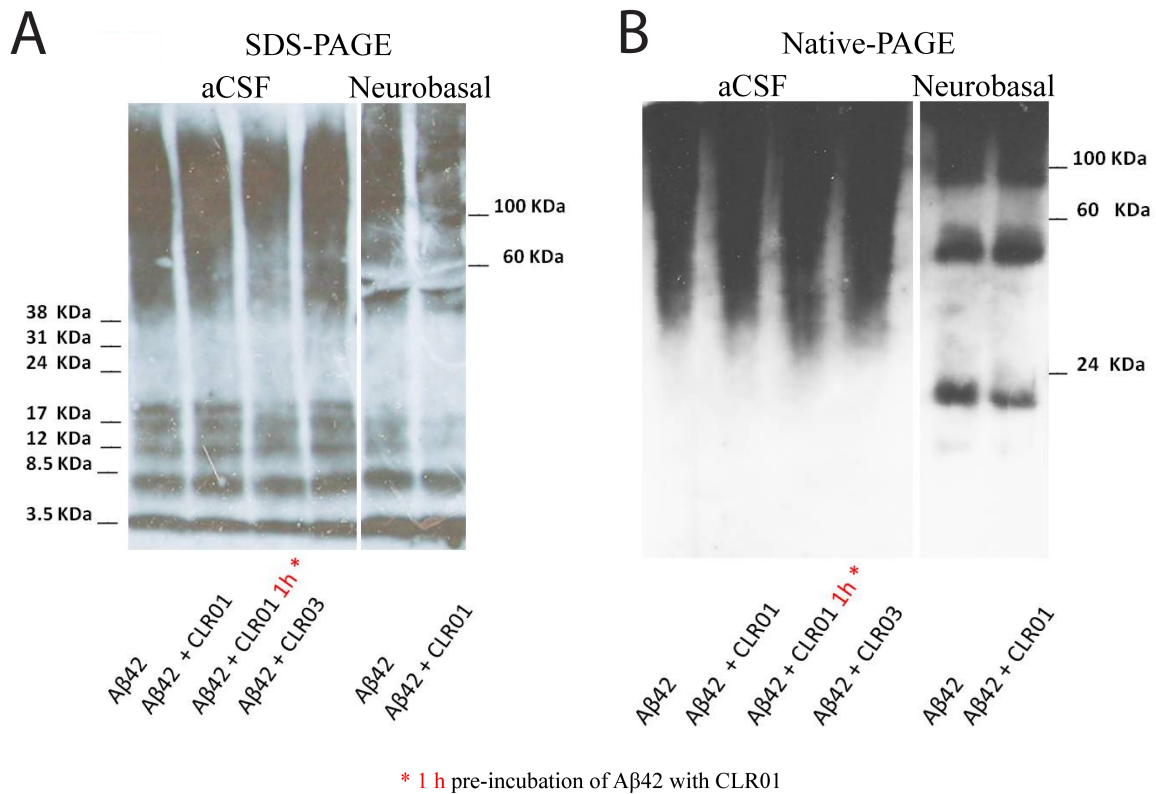 A
SDS-PAGE
aCSF
Neurobasal
100 KDa
60 KDa
38 KDa
31 KDa
24 KDa
17 KDa
12 KDa
8.5 KDa
3.5 KDa
Aβ42
Aβ42 + CLR01
Aβ42 + CLR01 1h *
Aβ42 + CLR03
Aβ42
Aβ42 + CLR01
B
Native-PAGE
aCSF
Neurobasal
100 KDa
60 KDa
24 KDa
Aβ42
Aβ42 + CLR01
Aβ42 + CLR01 1h *
Aβ42 + CLR03
Aβ42
Aβ42 + CLR01
* 1 h pre-incubation of Aβ42 with CLR01